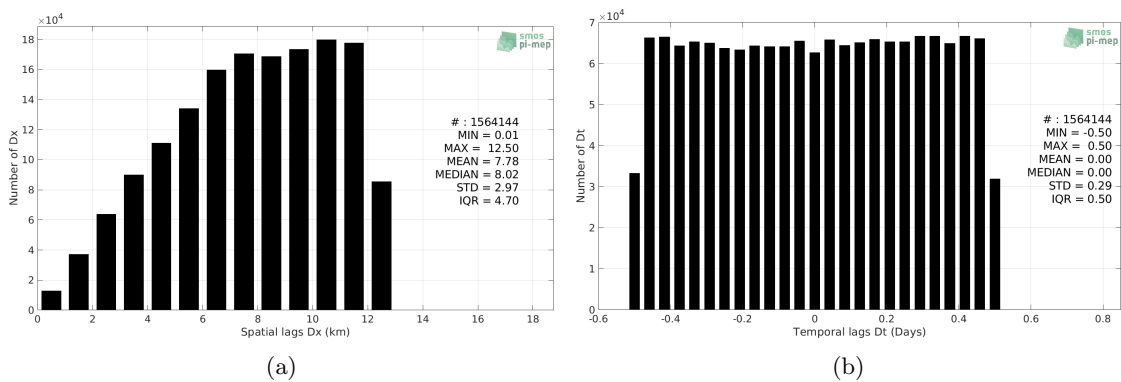 ×10⁴
18
16
14
12
10
8
6
4
2
0
Number of Dx
smos
pi-mep
# : 1564144
MIN = 0.01
MAX = 12.50
MEAN = 7.78
MEDIAN = 8.02
STD = 2.97
IQR = 4.70
0 2 4 6 8 10 12 14 16 18
Spatial lags Dx (km)
(a)
×10⁴
7
6
5
4
3
2
1
0
Number of Dt
smos
pi-mep
# : 1564144
MIN = -0.50
MAX = 0.50
MEAN = 0.00
MEDIAN = 0.00
STD = 0.29
IQR = 0.50
-0.6 -0.4 -0.2 0 0.2 0.4 0.6 0.8
Temporal lags Dt (Days)
(b)